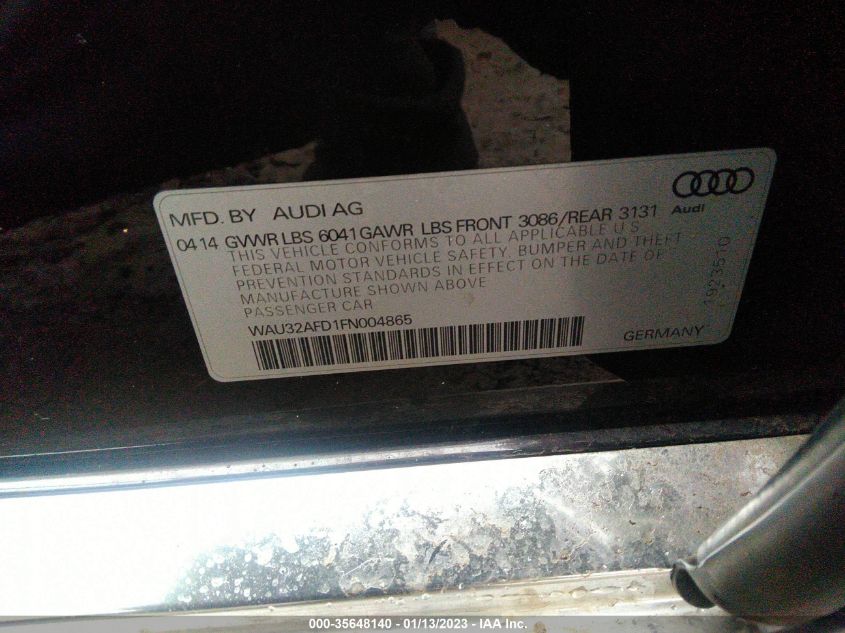 MFD. BY AUDI AG
Audi
04 14 GVWR LBS 6041 GAWR LBS FRONT 3086/REAR 3131
THIS VEHICLE CONFORMS TO ALL APPLICABLE U S
FEDERAL MOTOR VEHICLE SAFETY, BUMPER AND THEFT
PREVENTION STANDARDS IN EFFECT ON THE DATE OF
MANUFACTURE SHOWN ABOVE
PASSENGER CAR
WAU32AFD1FN004865
GERMANY
1923510
000-35648140 - 01/13/2023 - IAA Inc.